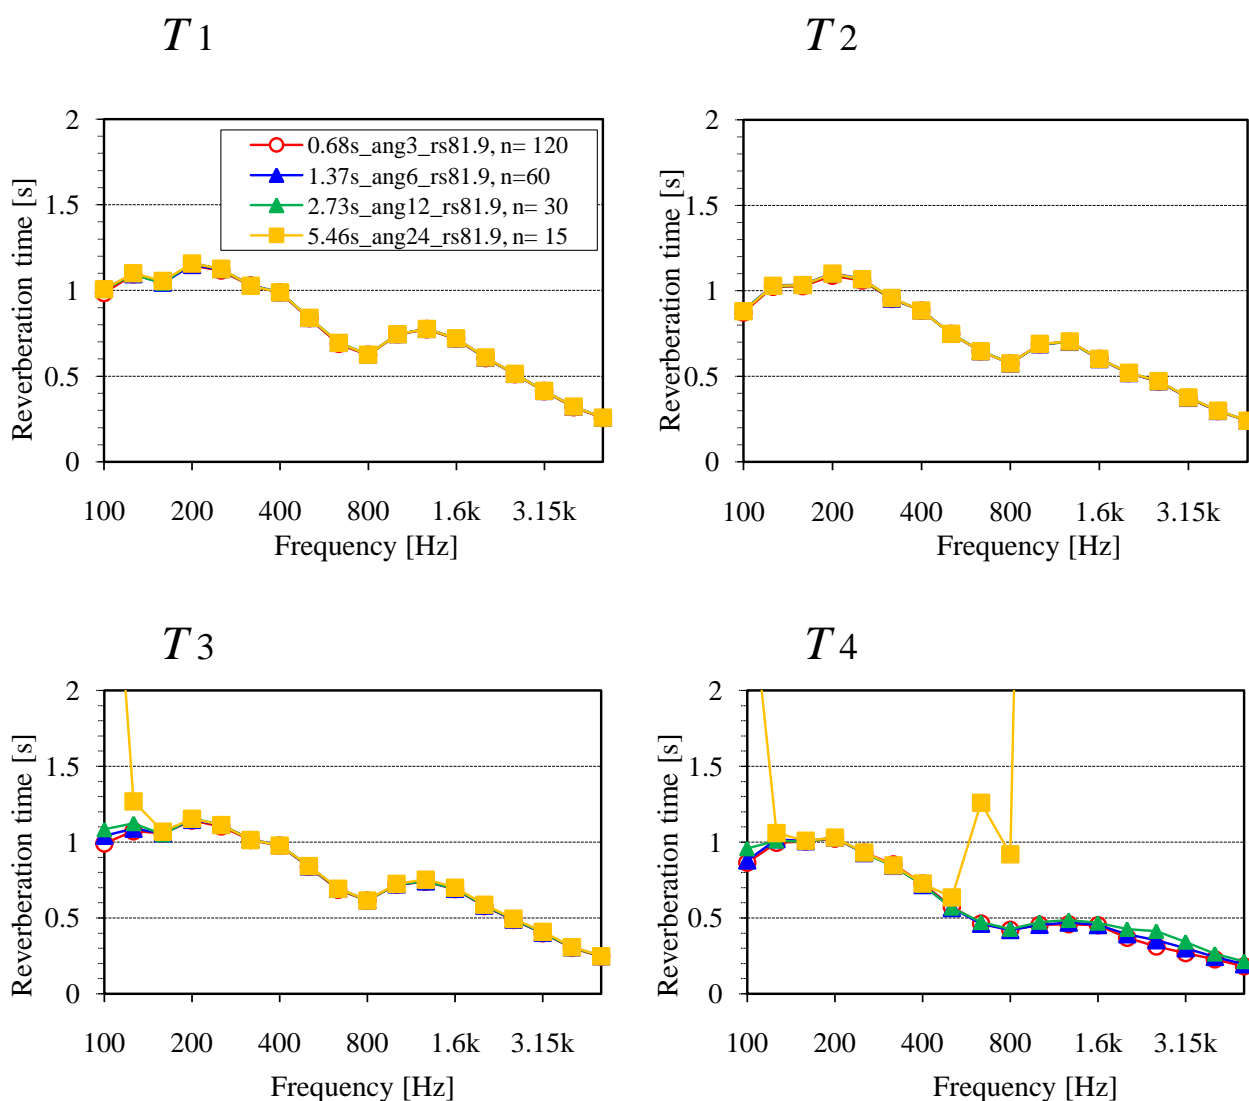 T 1
2
1.5
1
0.5
0
Reverberation time [s]
0.68s_ang3_rs81.9, n= 120
1.37s_ang6_rs81.9, n=60
2.73s_ang12_rs81.9, n= 30
5.46s_ang24_rs81.9, n= 15
100 200 400 800 1.6k 3.15k
Frequency [Hz]
T 2
2
1.5
1
0.5
0
Reverberation time [s]
100 200 400 800 1.6k 3.15k
Frequency [Hz]
T 3
2
1.5
1
0.5
0
Reverberation time [s]
100 200 400 800 1.6k 3.15k
Frequency [Hz]
T 4
2
1.5
1
0.5
0
Reverberation time [s]
100 200 400 800 1.6k 3.15k
Frequency [Hz]